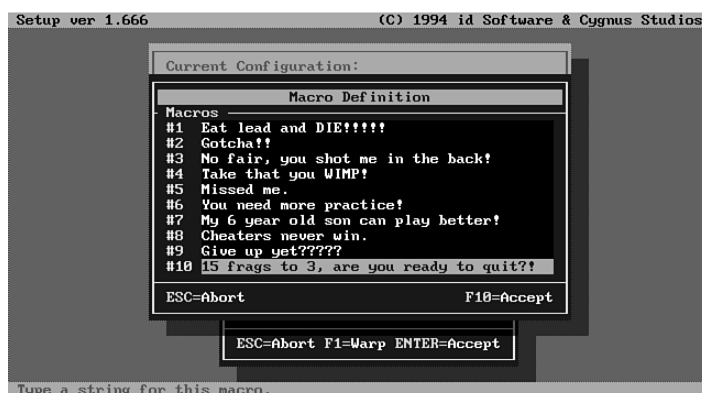 Setup ver 1.666 (C) 1994 id Software & Cygnus Studios
Current Configuration:
Macro Definition
Macros
#1 Eat lead and DIE!!!!!
#2 Gotcha!!
#3 No fair, you shot me in the back!
#4 Take that you WIMP!
#5 Missed me.
#6 You need more practice!
#7 My 6 year old son can play better!
#8 Cheaters never win.
#9 Give up yet?????
#10 15 frags to 3, are you ready to quit?!
ESC=Abort F10=Accept
ESC=Abort F1=Warp ENTER=Accept
Type a string for this macro.